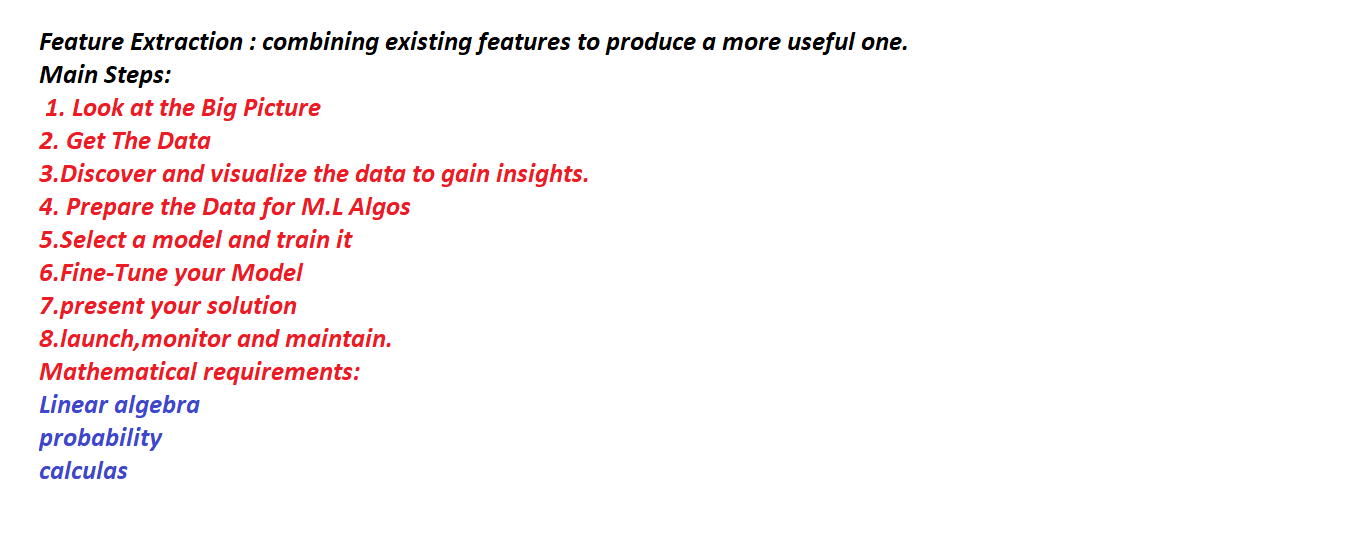 Feature Extraction : combining existing features to produce a more useful one.
Main Steps:
1. Look at the Big Picture
2. Get The Data
3.Discover and visualize the data to gain insights.
4. Prepare the Data for M.L Algos
5.Select a model and train it
6.Fine-Tune your Model
7.present your solution
8.launch,monitor and maintain.
Mathematical requirements:
Linear algebra
probability
calculas